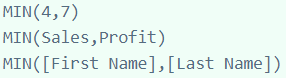 MIN(4,7)
MIN(Sales,Profit)
MIN([First Name],[Last Name])